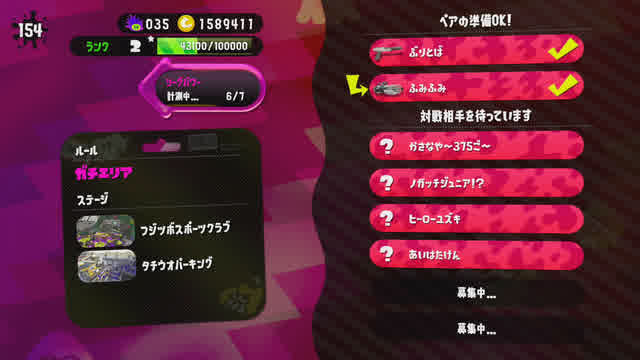 154
035
1589411
ランク
2
43100/100000
リーグパワー
計測中...
6/7
ルール
ガチエリア
ステージ
フジツボスポーツクラブ
タチウオパーキング
ペアの準備OK!
ぷりとば
ふみふみ
対戦相手を待っています
? かさなや〜375ご〜
? ノガッチジュニア!?
? ヒーローユズキ
? あいはたけん
募集中...
募集中...